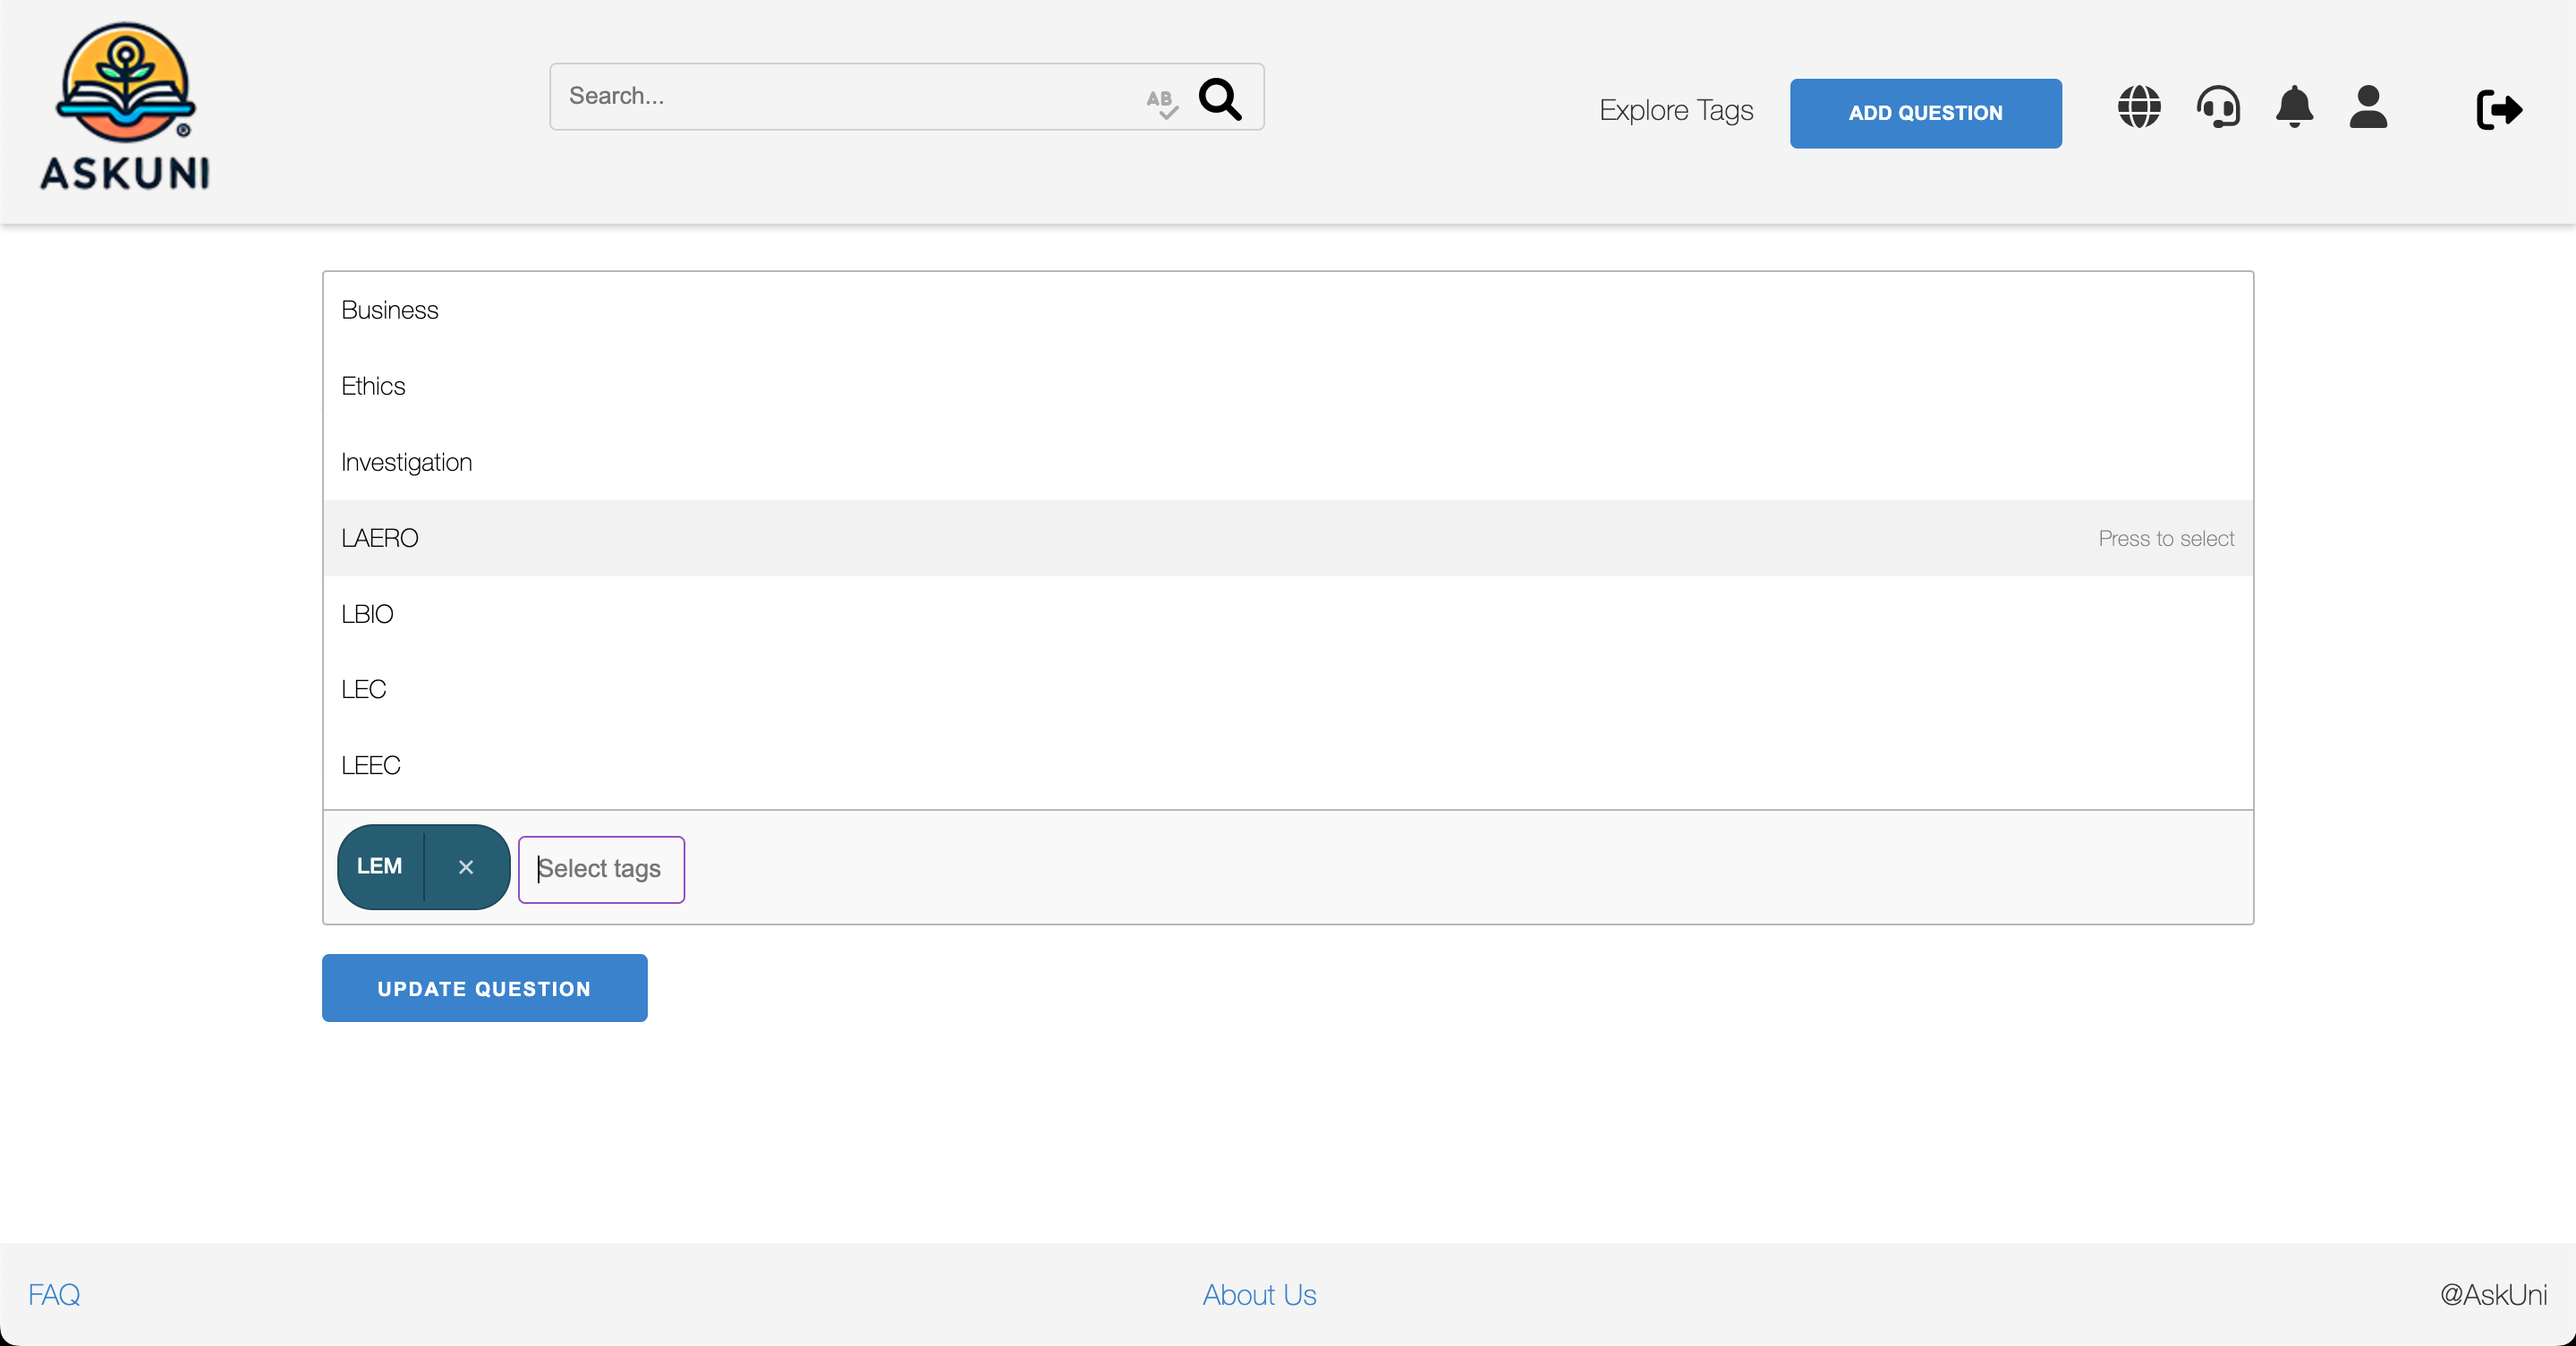 ASKUNI
Search...
AB
Explore Tags
ADD QUESTION
Business
Ethics
Investigation
LAERO
Press to select
LBIO
LEC
LEEC
LEM
×
Select tags
UPDATE QUESTION
FAQ
About Us
@AskUni